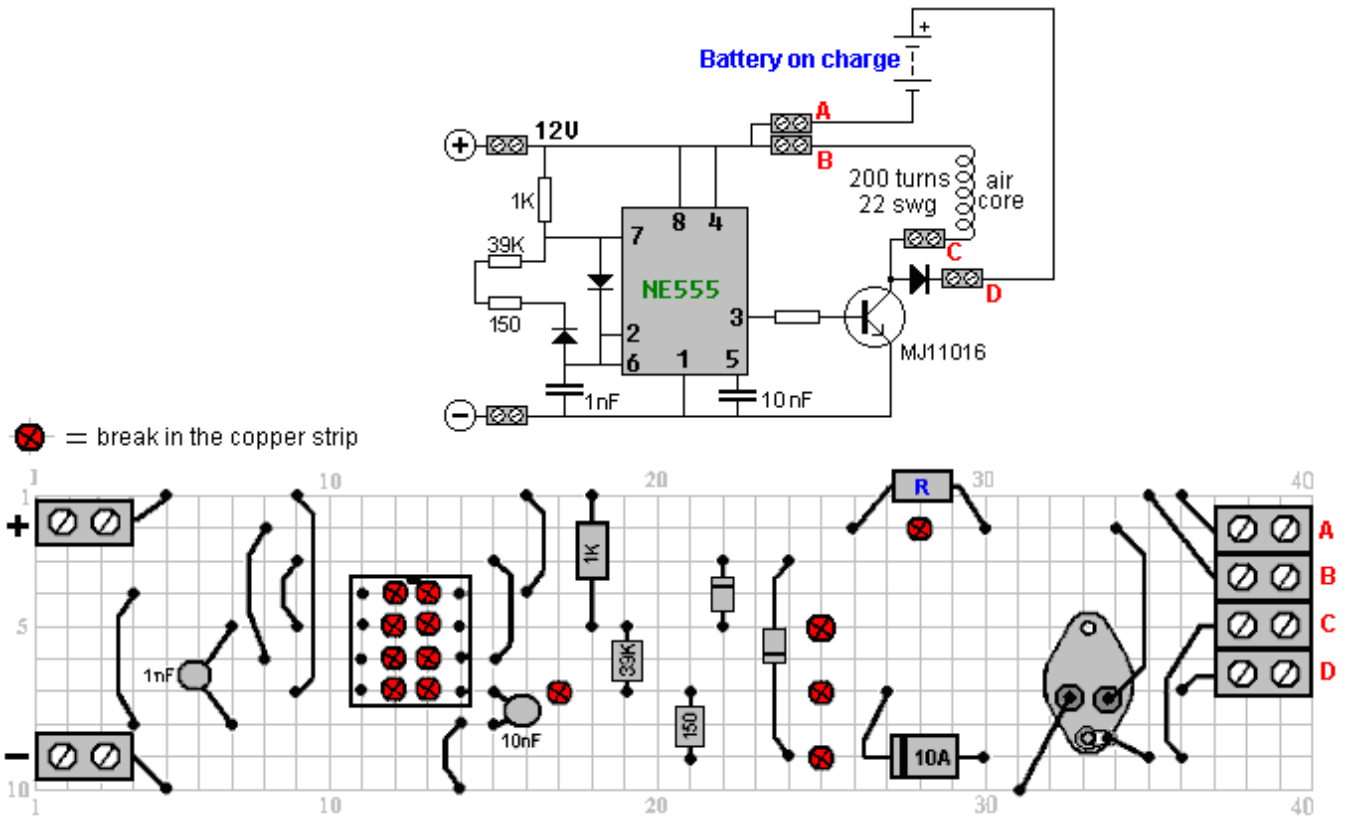 +
Battery on charge
A
+ 12V
B
200 turns air
22 swg core
1K
8 4
7
39K
C
NE555
D
150
3
2
MJ11016
6 1 5
1nF 10nF
−
= break in the copper strip
1 10 20 30 40
1
R
+ A
1K
B
5
C
39K
1nF
D
150
10nF
− 10A
10
1 10 20 30 40